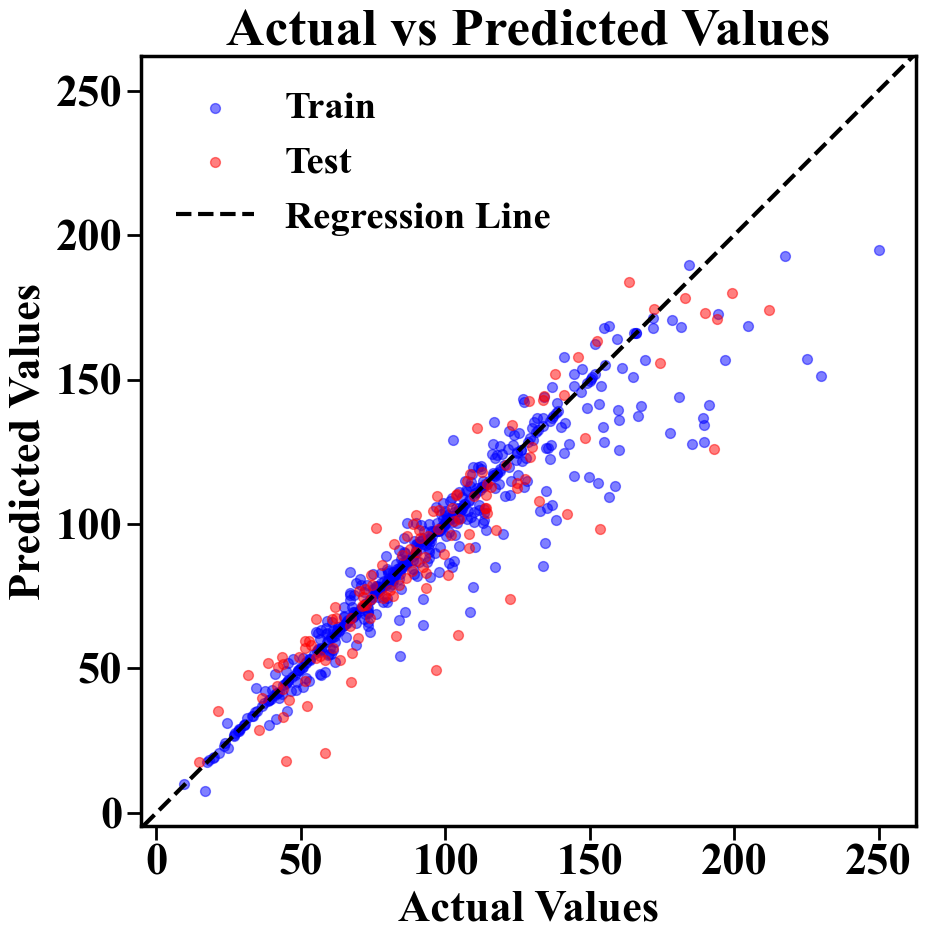 Actual vs Predicted Values
Train
Test
Regression Line
Predicted Values
250
200
150
100
50
0
0 50 100 150 200 250
Actual Values